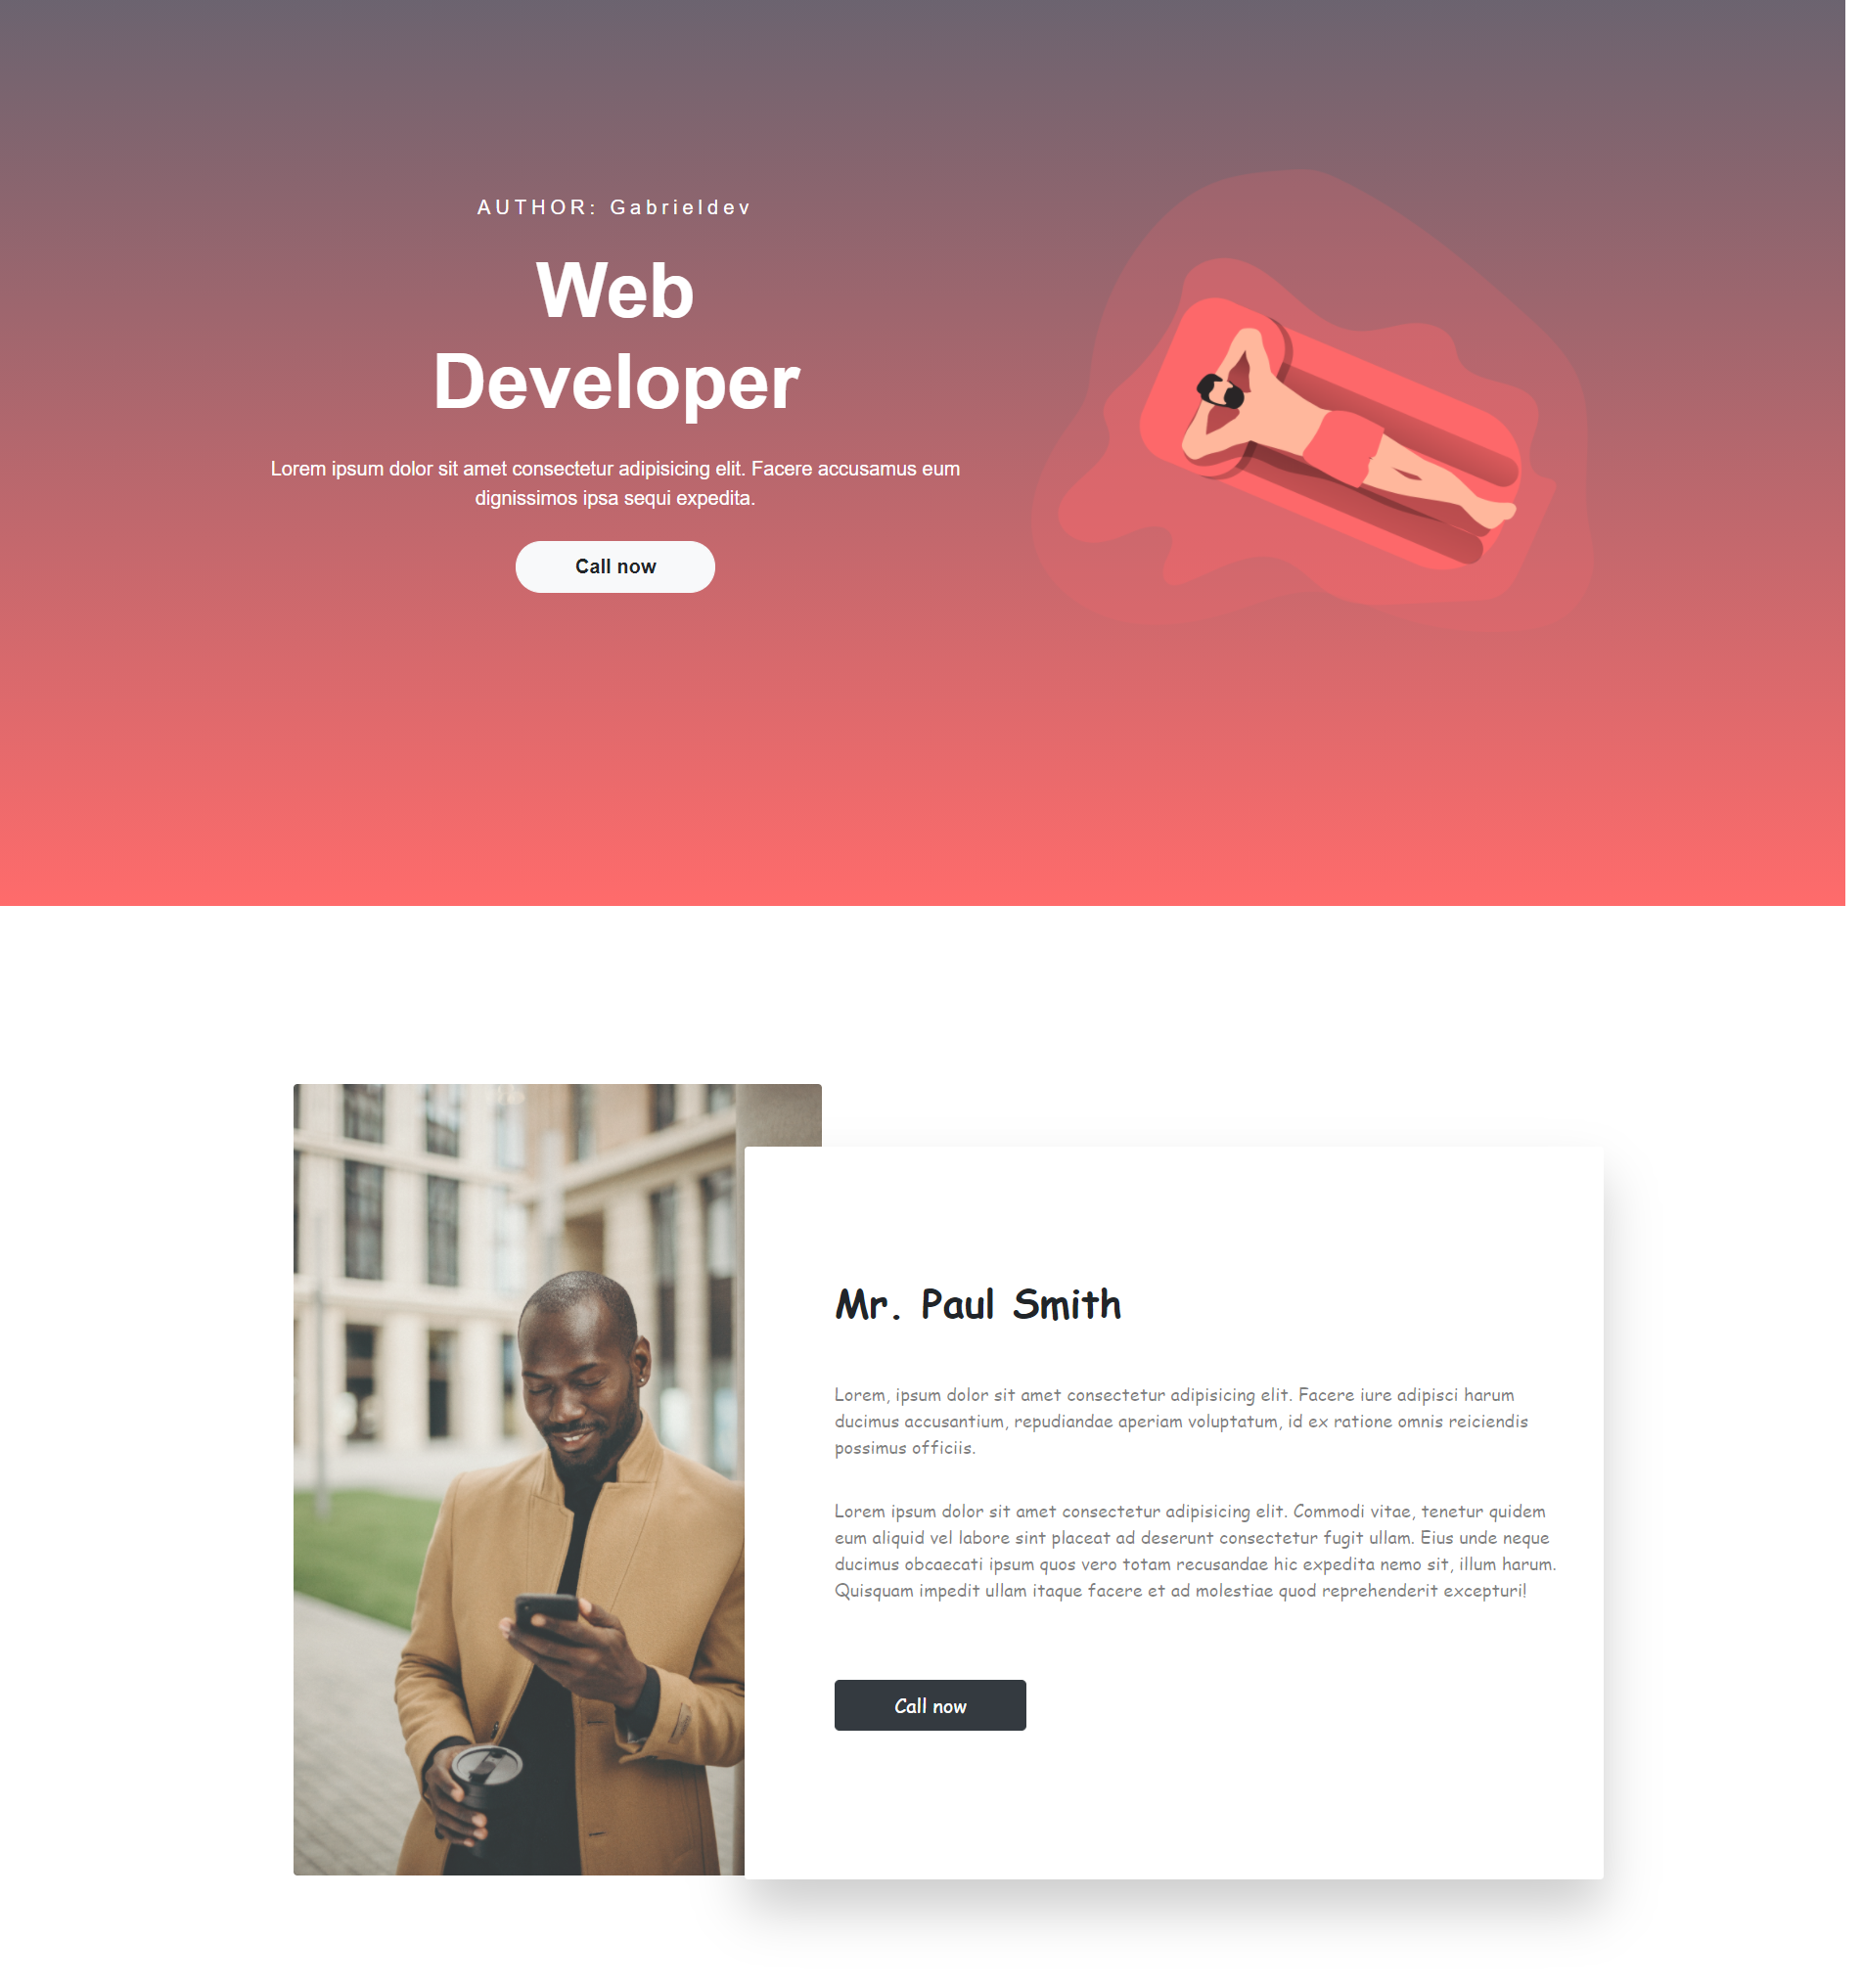 AUTHOR: Gabrieldev
Web
Developer
Lorem ipsum dolor sit amet consectetur adipisicing elit. Facere accusamus eum
dignissimos ipsa sequi expedita.
Call now
Mr. Paul Smith
Lorem, ipsum dolor sit amet consectetur adipisicing elit. Facere iure adipisci harum
ducimus accusantium, repudiandae aperiam voluptatum, id ex ratione omnis reiciendis
possimus officiis.
Lorem ipsum dolor sit amet consectetur adipisicing elit. Commodi vitae, tenetur quidem
eum aliquid vel labore sint placeat ad deserunt consectetur fugit ullam. Eius unde neque
ducimus obcaecati ipsum quos vero totam recusandae hic expedita nemo sit, illum harum.
Quisquam impedit ullam itaque facere et ad molestiae quod reprehenderit excepturi!
Call now